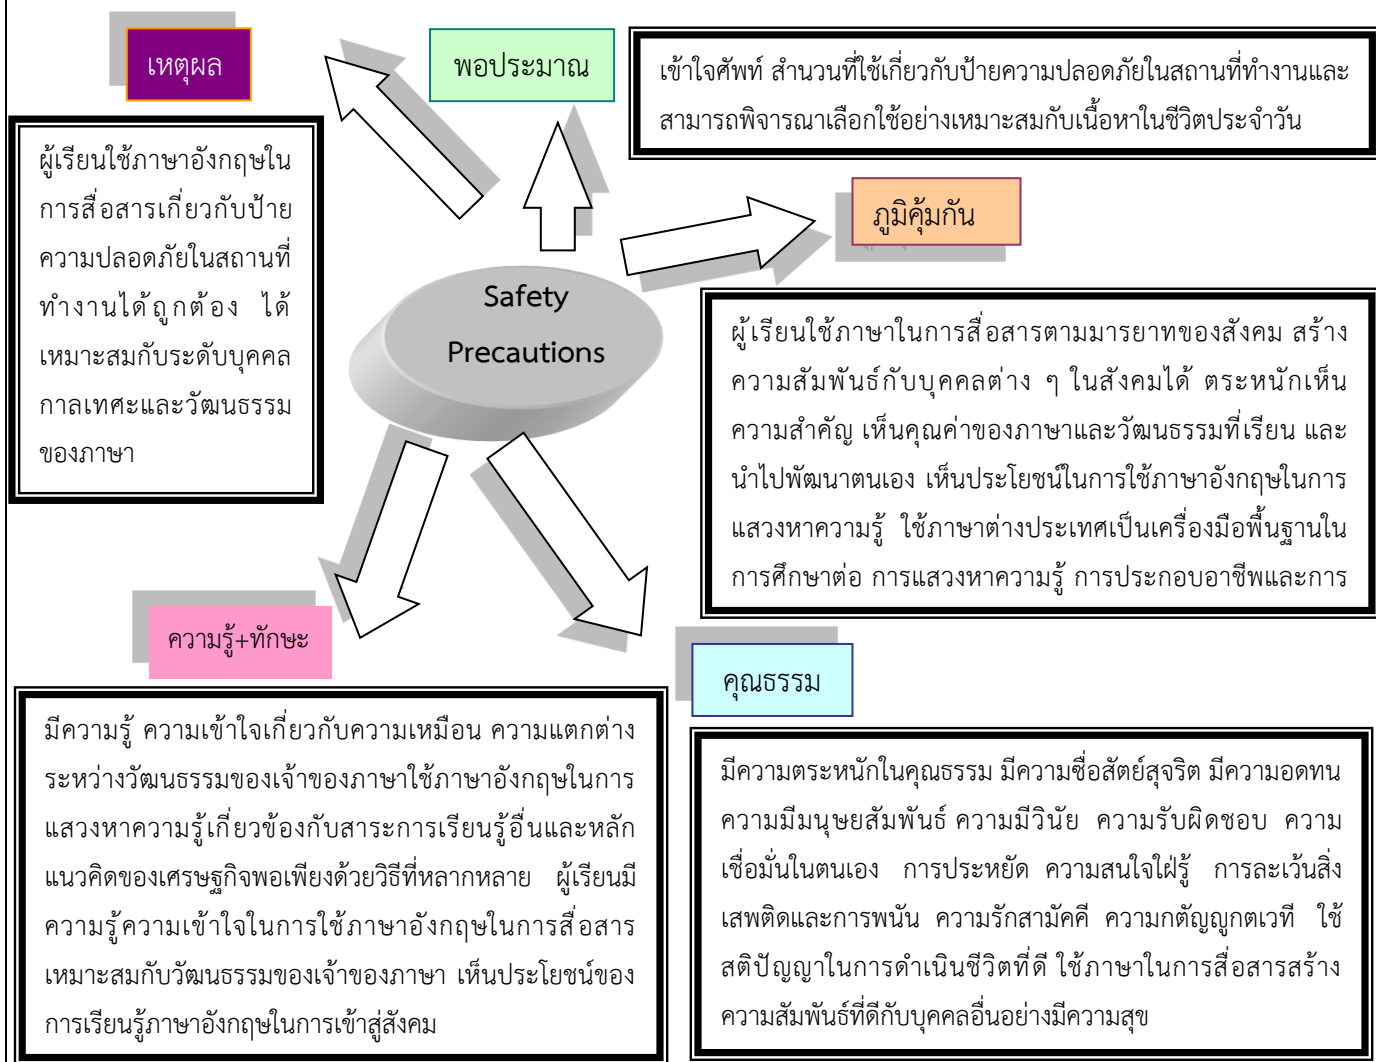 เหตุผล
พอประมาณ
เข้าใจศัพท์ สำนวนที่ใช้เกี่ยวกับป้ายความปลอดภัยในสถานที่ทำงานและ
สามารถพิจารณาเลือกใช้อย่างเหมาะสมกับเนื้อหาในชีวิตประจำวัน
ผู้เรียนใช้ภาษาอังกฤษใน
การสื่อสารเกี่ยวกับป้าย
ความปลอดภัยในสถานที่
ทำงานได้ถูกต้อง ได้
เหมาะสมกับระดับบุคคล
กาลเทศะและวัฒนธรรม
ของภาษา
ภูมิคุ้มกัน
Safety
Precautions
ผู้เรียนใช้ภาษาในการสื่อสารตามมารยาทของสังคม สร้าง
ความสัมพันธ์กับบุคคลต่าง ๆ ในสังคมได้ ตระหนักเห็น
ความสำคัญ เห็นคุณค่าของภาษาและวัฒนธรรมที่เรียน และ
นำไปพัฒนาตนเอง เห็นประโยชน์ในการใช้ภาษาอังกฤษในการ
แสวงหาความรู้ ใช้ภาษาต่างประเทศเป็นเครื่องมือพื้นฐานใน
การศึกษาต่อ การแสวงหาความรู้ การประกอบอาชีพและการ
ความรู้+ทักษะ
คุณธรรม
มีความรู้ ความเข้าใจเกี่ยวกับความเหมือน ความแตกต่าง
ระหว่างวัฒนธรรมของเจ้าของภาษาใช้ภาษาอังกฤษในการ
แสวงหาความรู้เกี่ยวข้องกับสาระการเรียนรู้อื่นและหลัก
แนวคิดของเศรษฐกิจพอเพียงด้วยวิธีที่หลากหลาย ผู้เรียนมี
ความรู้ความเข้าใจในการใช้ภาษาอังกฤษในการสื่อสาร
เหมาะสมกับวัฒนธรรมของเจ้าของภาษา เห็นประโยชน์ของ
การเรียนรู้ภาษาอังกฤษในการเข้าสู่สังคม
มีความตระหนักในคุณธรรม มีความซื่อสัตย์สุจริต มีความอดทน
ความมีมนุษยสัมพันธ์ ความมีวินัย ความรับผิดชอบ ความ
เชื่อมั่นในตนเอง การประหยัด ความสนใจใฝ่รู้ การละเว้นสิ่ง
เสพติดและการพนัน ความรักสามัคคี ความกตัญญูกตเวที ใช้
สติปัญญาในการดำเนินชีวิตที่ดี ใช้ภาษาในการสื่อสารสร้าง
ความสัมพันธ์ที่ดีกับบุคคลอื่นอย่างมีความสุข